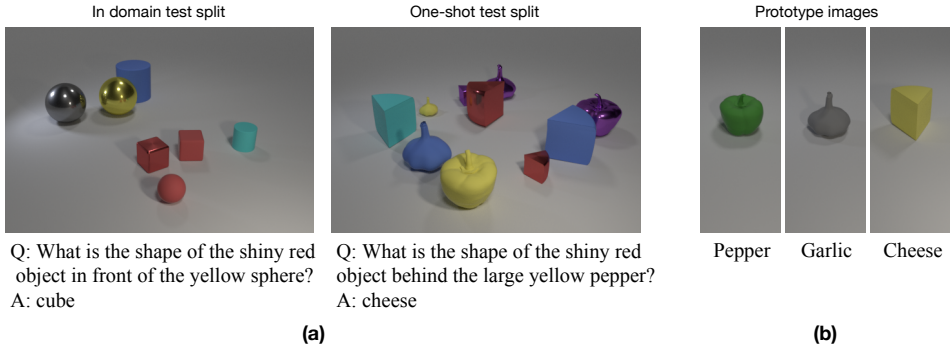 In domain test split
One-shot test split
Prototype images
Q: What is the shape of the shiny red
object in front of the yellow sphere?
A: cube
Q: What is the shape of the shiny red
object behind the large yellow pepper?
A: cheese
Pepper
Garlic
Cheese
(a)
(b)